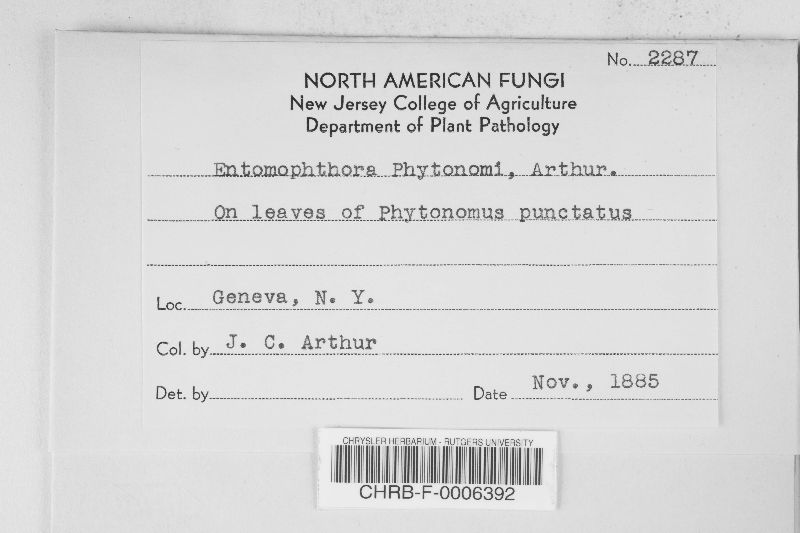 No. 2287
NORTH AMERICAN FUNGI
New Jersey College of Agriculture
Department of Plant Pathology
Entomophthora Phytonomi, Arthur.
On leaves of Phytonomus punctatus
Loc. Geneva, N. Y.
Col. by J. C. Arthur
Det. by Date Nov., 1885
CHRYSLER HERBARIUM - RUTGERS UNIVERSITY
CHRB-F-0006392